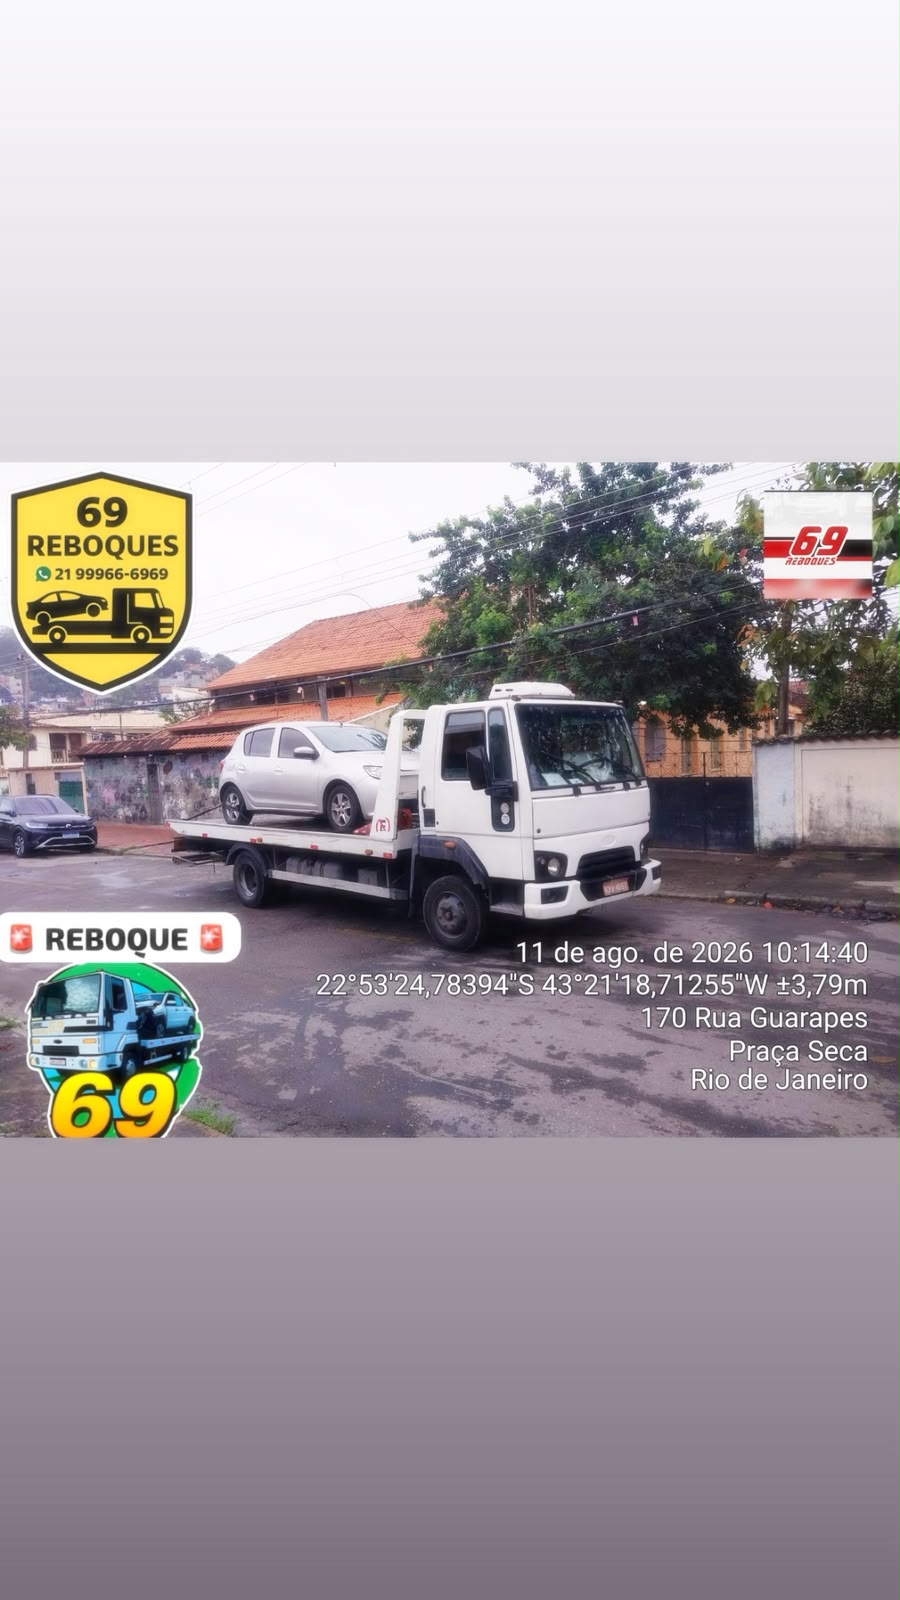 69
REBOQUES
21 99966-6969
69
REBOQUES
REBOQUE
69
11 de ago. de 2026 10:14:40
22°53'24,78394"S 43°21'18,71255"W ±3,79m
170 Rua Guarapes
Praça Seca
Rio de Janeiro